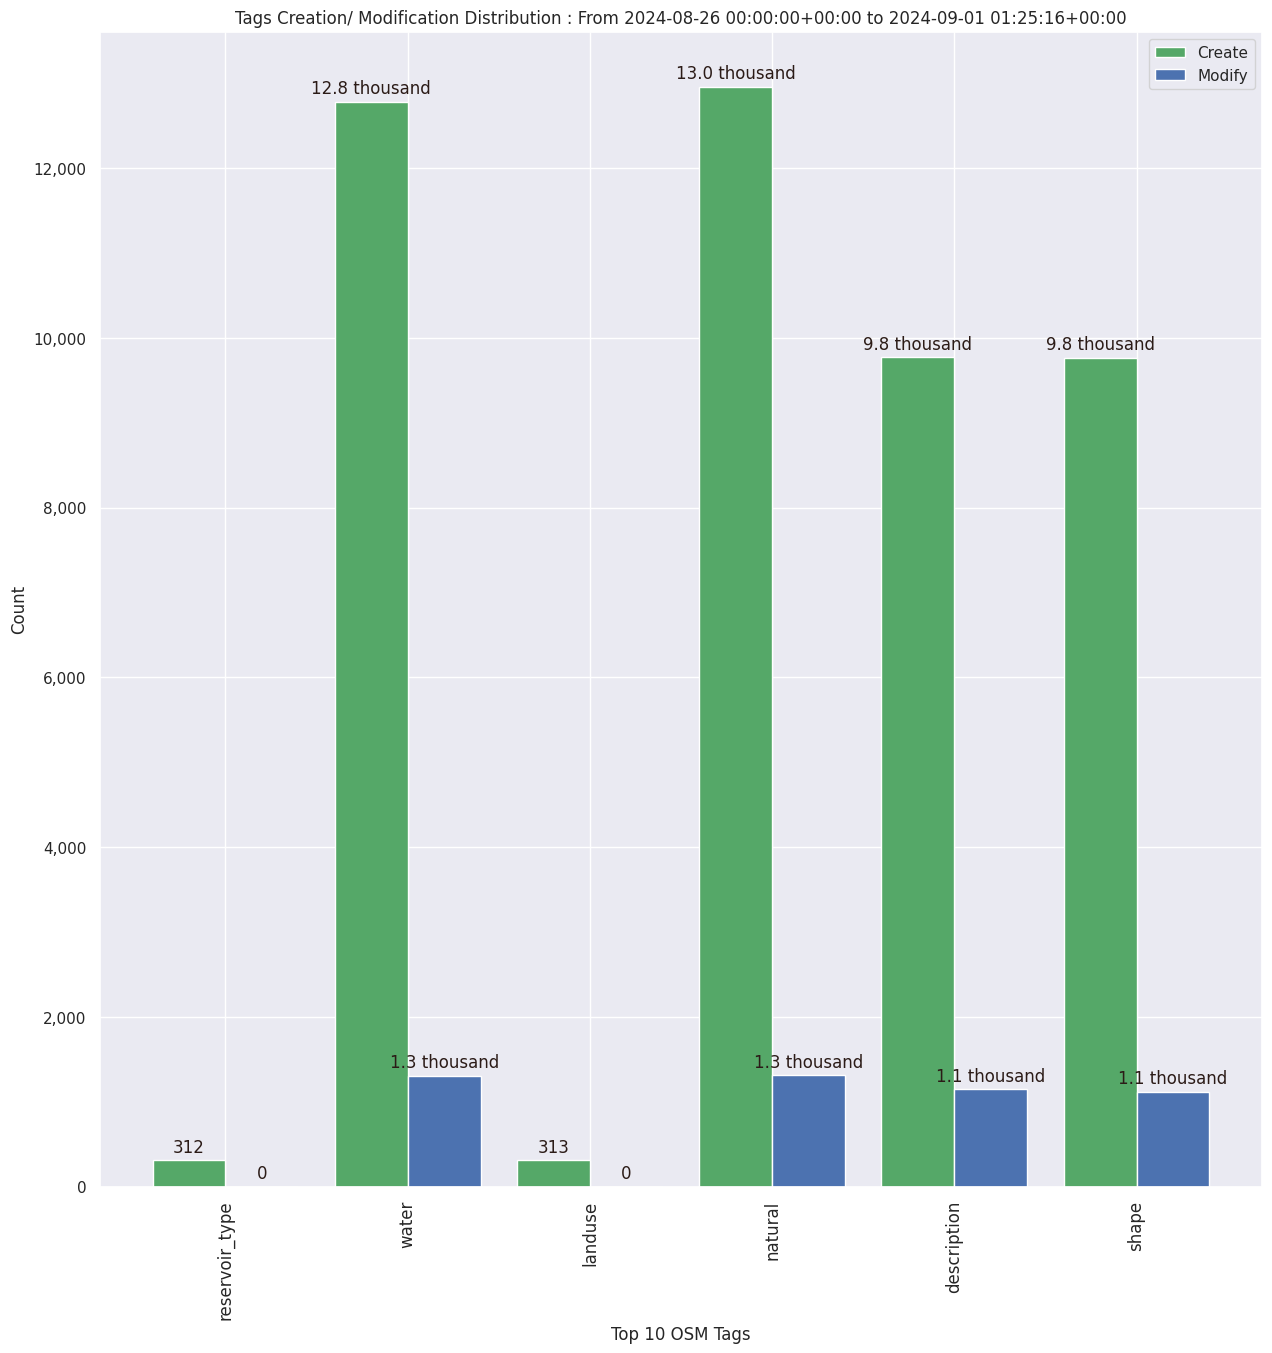 Tags Creation/ Modification Distribution : From 2024-08-26 00:00:00+00:00 to 2024-09-01 01:25:16+00:00
Create
Modify
13.0 thousand
12.8 thousand
12,000
10,000
9.8 thousand
9.8 thousand
8,000
Count
6,000
4,000
2,000
1.3 thousand
1.3 thousand
1.1 thousand
1.1 thousand
312
0
313
0
0
reservoir_type
water
landuse
natural
description
shape
Top 10 OSM Tags